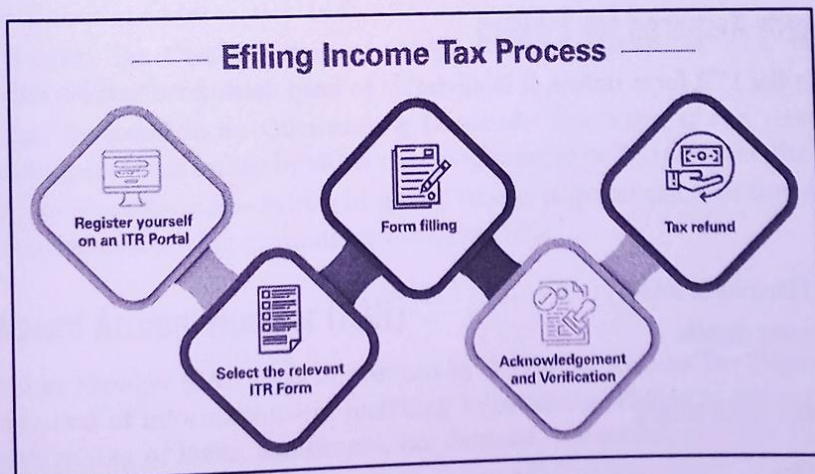 Efiling Income Tax Process
Register yourself
on an ITR Portal
Select the relevant
ITR Form
Form filling
Acknowledgement
and Verification
Tax refund